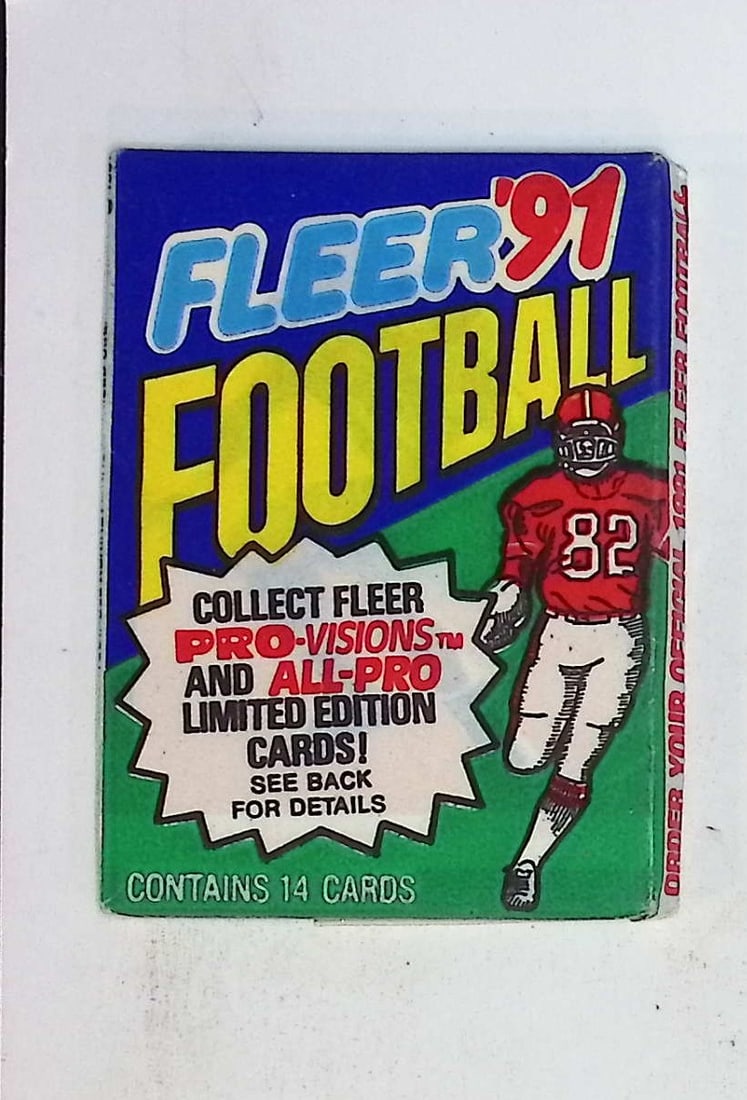 FLEER '91
FOOTBALL
82
COLLECT FLEER
PRO-VISIONS™
AND ALL-PRO
LIMITED EDITION
CARDS!
SEE BACK
FOR DETAILS
CONTAINS 14 CARDS
ORDER YOUR OFFICIAL 1991 FLEER FOOTBALL